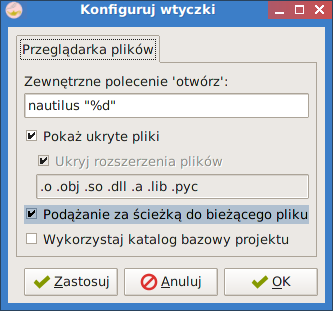 Konfiguruj wtyczki
Przeglądarka plików
Zewnętrzne polecenie 'otwórz':
nautilus "%d"
Pokaż ukryte pliki
Ukryj rozszerzenia plików
.o .obj .so .dll .a .lib .pyc
Podążanie za ścieżką do bieżącego pliku
Wykorzystaj katalog bazowy projektu
Zastosuj Anuluj OK